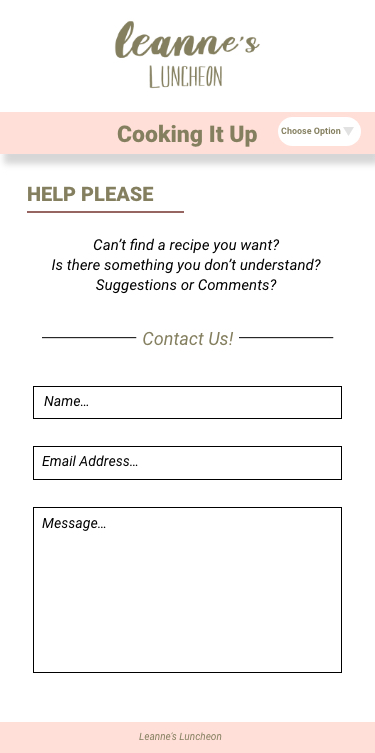 leanne's
LUNCHEON
Cooking It Up
Choose Option
HELP PLEASE
Can’t find a recipe you want?
Is there something you don’t understand?
Suggestions or Comments?
Contact Us!
Name…
Email Address…
Message…
Leanne's Luncheon